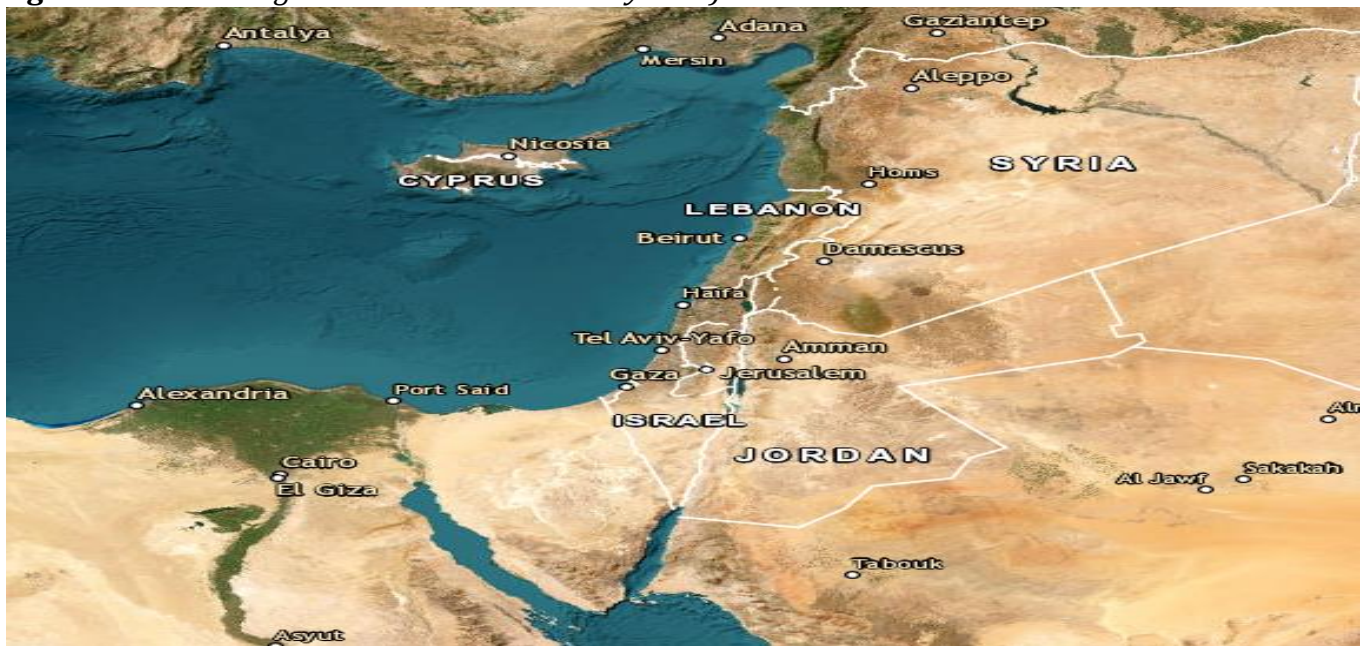 Antalya
Adana
Gaziantep
Mersin
Aleppo
Nicosia
CYPRUS
SYRIA
Homs
LEBANON
Beirut
Damascus
Haifa
Tel Aviv-Yafo
Amman
Gaza
Jerusalem
Alexandria
Port Said
ISRAEL
JORDAN
Cairo
El Giza
Al Jawf
Sakakah
Tabouk
Asyut